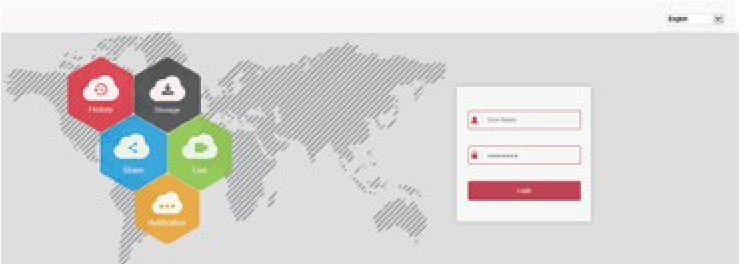 English
History
Storage
Share
Live
Notification
User Name
Login